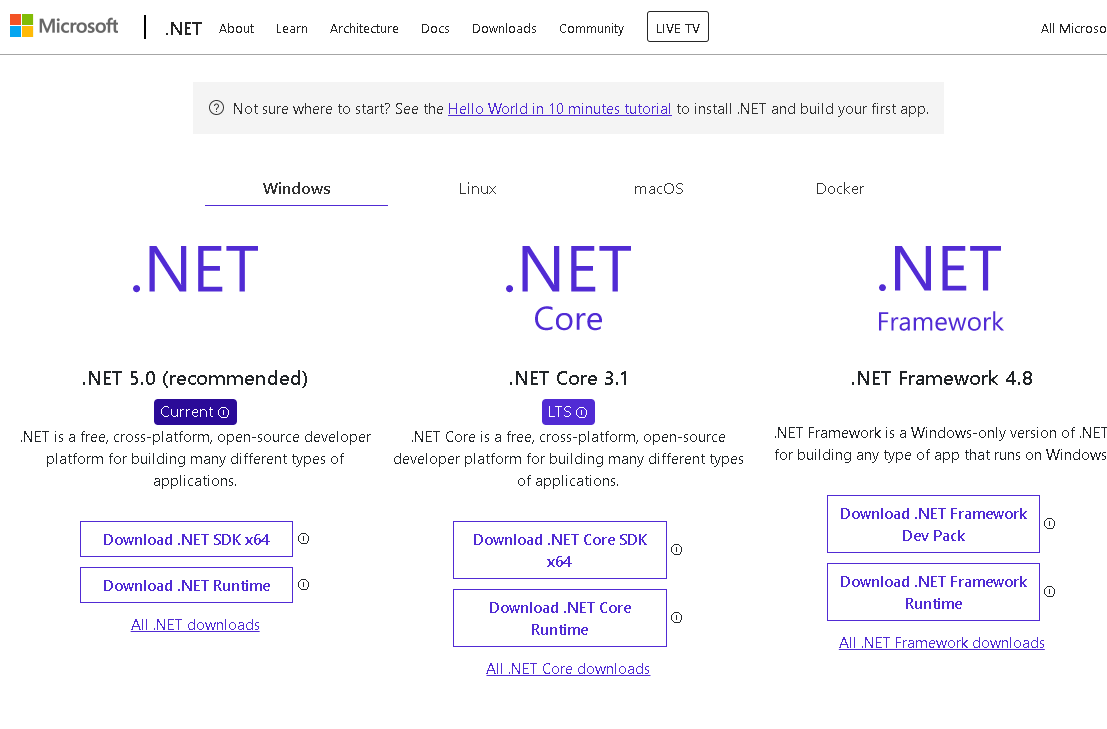 Microsoft .NET About Learn Architecture Docs Downloads Community LIVE TV All Microso
Not sure where to start? See the Hello World in 10 minutes tutorial to install .NET and build your first app.
Windows Linux macOS Docker
.NET
.NET 5.0 (recommended)
Current
.NET is a free, cross-platform, open-source developer
platform for building many different types of
applications.
Download .NET SDK x64
Download .NET Runtime
All .NET downloads
.NET
Core
.NET Core 3.1
LTS
.NET Core is a free, cross-platform, open-source
developer platform for building many different types
of applications.
Download .NET Core SDK
x64
Download .NET Core
Runtime
All .NET Core downloads
.NET
Framework
.NET Framework 4.8
.NET Framework is a Windows-only version of .NET
for building any type of app that runs on Windows
Download .NET Framework
Dev Pack
Download .NET Framework
Runtime
All .NET Framework downloads